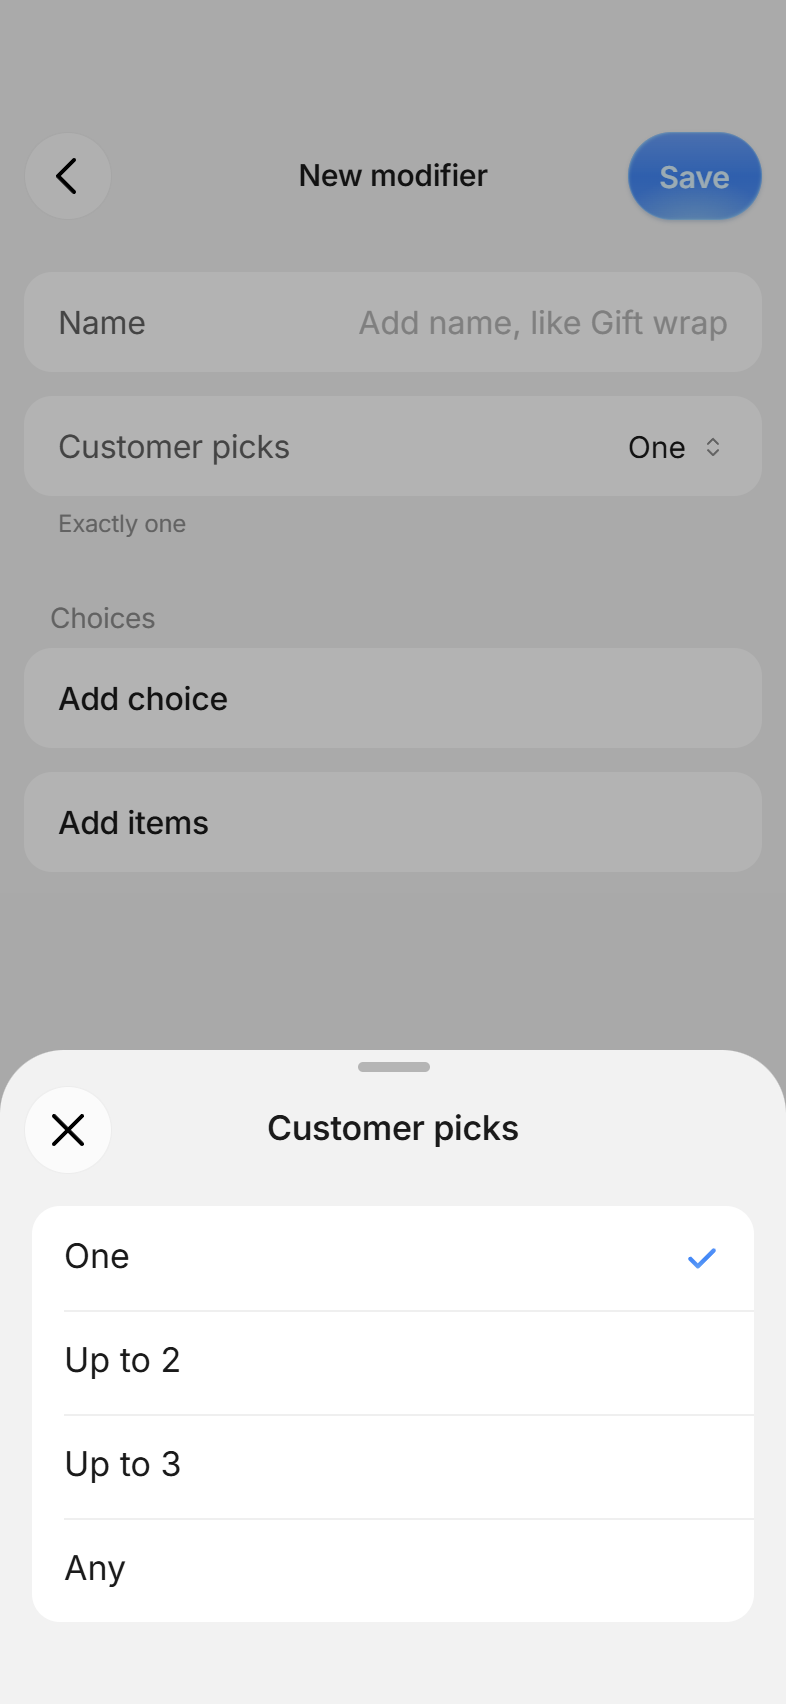 New modifier
Save
Name
Add name, like Gift wrap
Customer picks
One
Exactly one
Choices
Add choice
Add items
Customer picks
One
Up to 2
Up to 3
Any